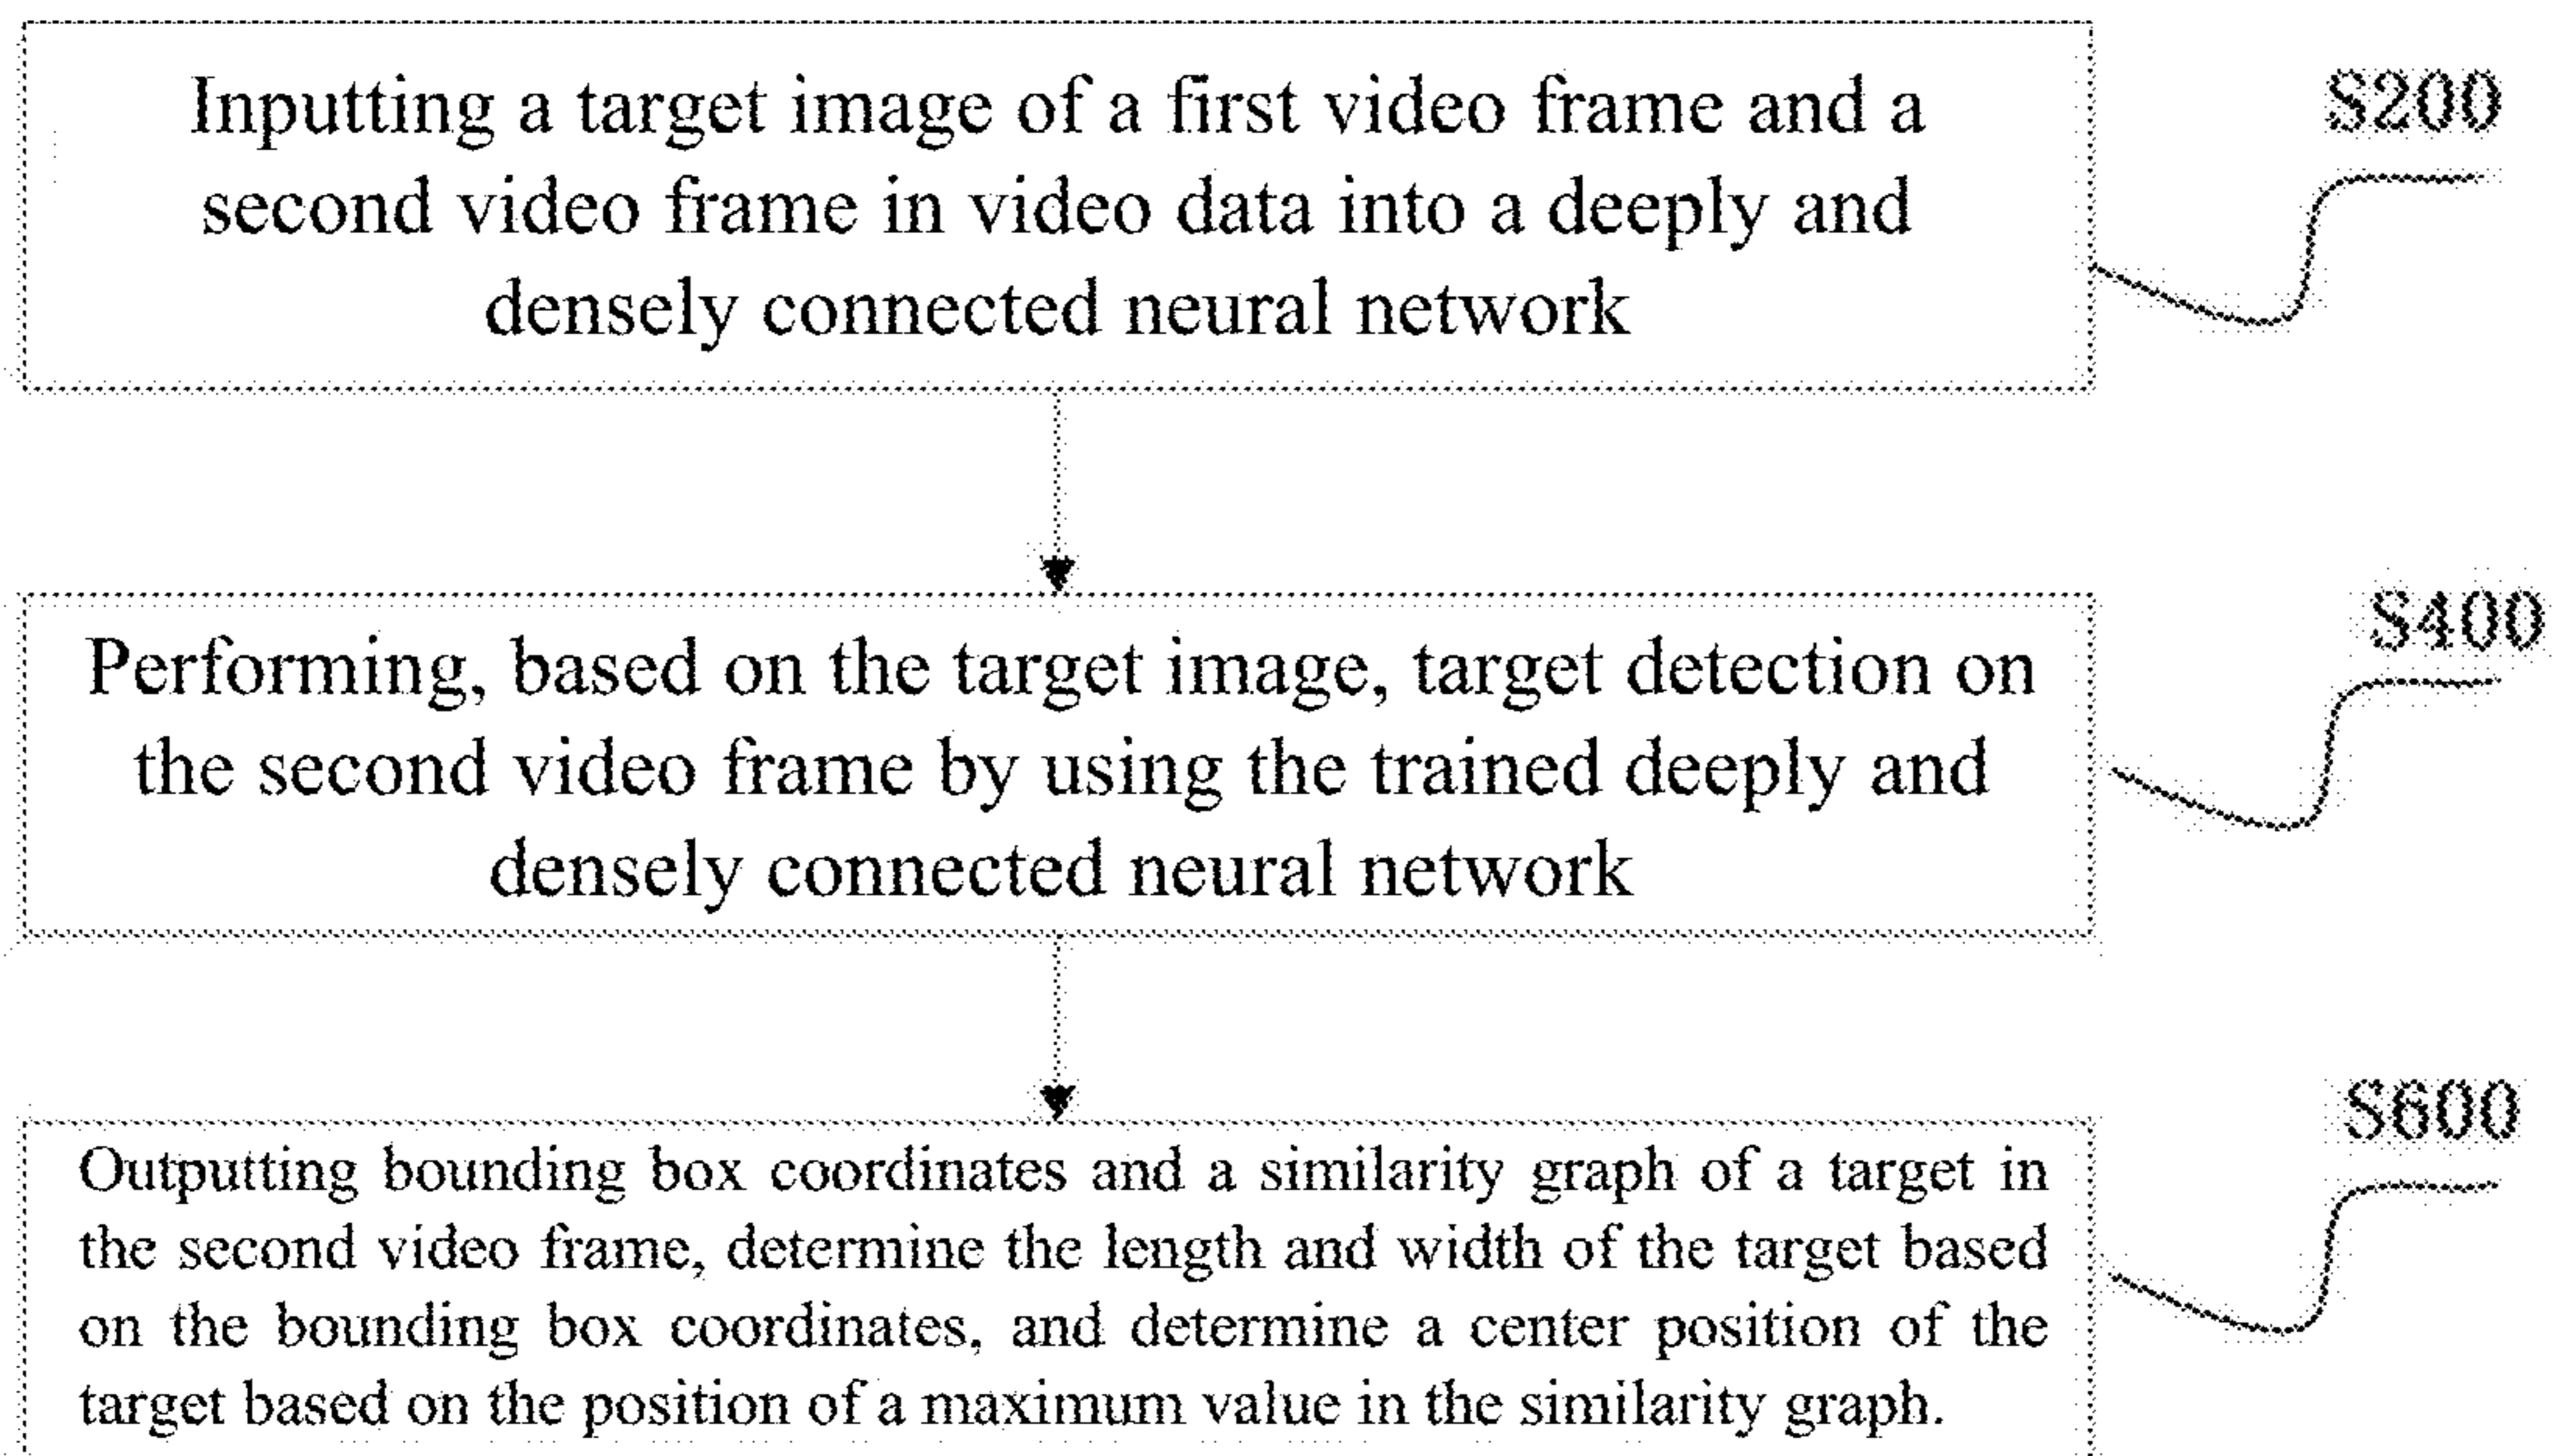 Inputting a target image of a first video frame and a
second video frame in video data into a deeply and
densely connected neural network
S200
Performing, based on the target image, target detection on
the second video frame by using the trained deeply and
densely connected neural network
S400
Outputting bounding box coordinates and a similarity graph of a target in
the second video frame, determine the length and width of the target based
on the bounding box coordinates, and determine a center position of the
target based on the position of a maximum value in the similarity graph.
S600